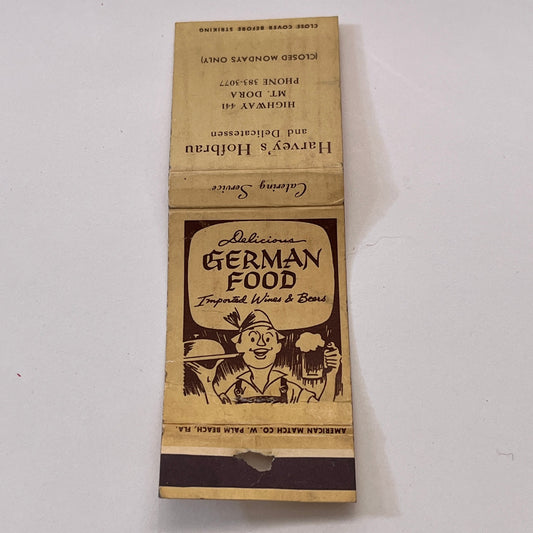 CLOSE COVER BEFORE STRIKING
Harvey's Hofbrau
and Delicatessen
HIGHWAY 441
MT. DORA
PHONE 383-3077
(CLOSED MONDAYS ONLY)
Catering Service
Delicious
GERMAN
FOOD
Imported Wines & Beers
AMERICAN MATCH CO. W. PALM BEACH, FLA.